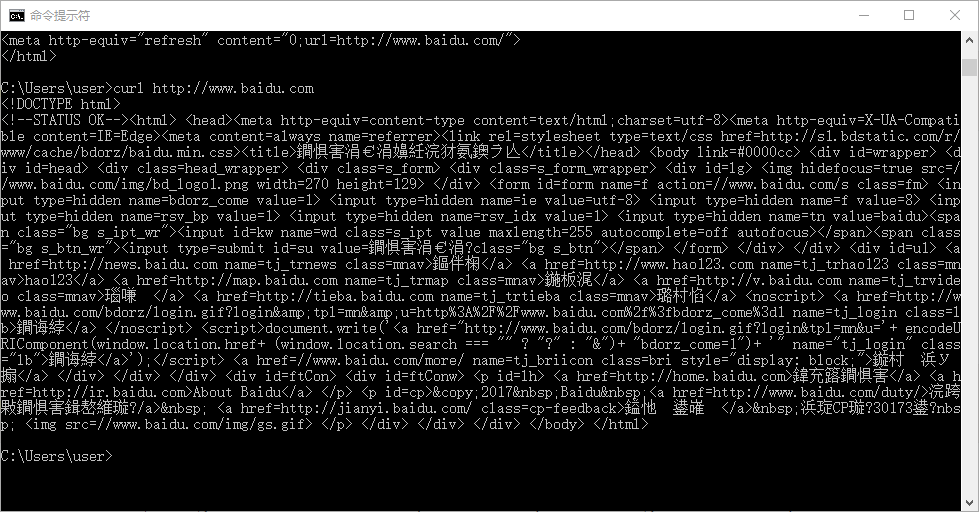 命令提示符
<meta http-equiv="refresh" content="0;url=http://www.baidu.com/">
</html>
C:\Users\user>curl http://www.baidu.com
<!DOCTYPE html>
<!--STATUS OK--><html> <head><meta http-equiv=content-type content=text/html;charset=utf-8><meta http-equiv=X-UA-Compati
ble content=IE=Edge><meta content=always name=referrer><link rel=stylesheet type=text/css href=http://s1.bdstatic.com/r/
www/cache/bdorz/baidu.min.css><title>鐧惧害涓€涓嬶紝浣犲氨鐭ラ亾</title></head> <body link=#0000cc> <div id=wrapper> <d
iv id=head> <div class=head_wrapper> <div class=s_form> <div class=s_form_wrapper> <div id=lg> <img hidefocus=true src=/
/www.baidu.com/img/bd_logo1.png width=270 height=129> </div> <form id=form name=f action=//www.baidu.com/s class=fm> <in
put type=hidden name=bdorz_come value=1> <input type=hidden name=ie value=utf-8> <input type=hidden name=f value=8> <inp
ut type=hidden name=rsv_bp value=1> <input type=hidden name=rsv_idx value=1> <input type=hidden name=tn value=baidu><spa
n class="bg s_ipt_wr"><input id=kw name=wd class=s_ipt value maxlength=255 autocomplete=off autofocus></span><span class
="bg s_btn_wr"><input type=submit id=su value=鐧惧害涓€涓?class="bg s_btn"></span> </form> </div> </div> <div id=u1> <a
href=http://news.baidu.com name=tj_trnews class=mnav>鏂伴椈</a> <a href=http://www.hao123.com name=tj_trhao123 class=mn
av>hao123</a> <a href=http://map.baidu.com name=tj_trmap class=mnav>鍦板浘</a> <a href=http://v.baidu.com name=tj_trvide
o class=mnav>瑙嗛</a> <a href=http://tieba.baidu.com name=tj_trtieba class=mnav>璐村惂</a> <noscript> <a href=http://w
ww.baidu.com/bdorz/login.gif?login&amp;tpl=mn&amp;u=http%3A%2F%2Fwww.baidu.com%2f%3fbdorz_come%3d1 name=tj_login class=l
b>鐧诲綍</a> </noscript> <script>document.write('<a href="http://www.baidu.com/bdorz/login.gif?login&tpl=mn&u='+ encodeU
RIComponent(window.location.href+ (window.location.search === "" ? "?" : "&")+ "bdorz_come=1")+ '" name="tj_login" class
="lb">鐧诲綍</a>');</script> <a href=//www.baidu.com/more/ name=tj_briicon class=bri style="display: block;">鏇村 浜у
搧</a> </div> </div> </div> <div id=ftCon> <div id=ftConw> <p id=lh> <a href=http://home.baidu.com>鍏充簬鐧惧害</a> <a h
ref=http://ir.baidu.com>About Baidu</a> </p> <p id=cp>&copy;2017&nbsp;Baidu&nbsp;<a href=http://www.baidu.com/duty/>浣跨
敤鐧惧害鍓嶅繀璇?/a>&nbsp; <a href=http://jianyi.baidu.com/ class=cp-feedback>鎰忚 鍙嶉</a>&nbsp;浜琁CP璇?30173鍙?nbs
p; <img src=//www.baidu.com/img/gs.gif> </p> </div> </div> </div> </body> </html>
C:\Users\user>